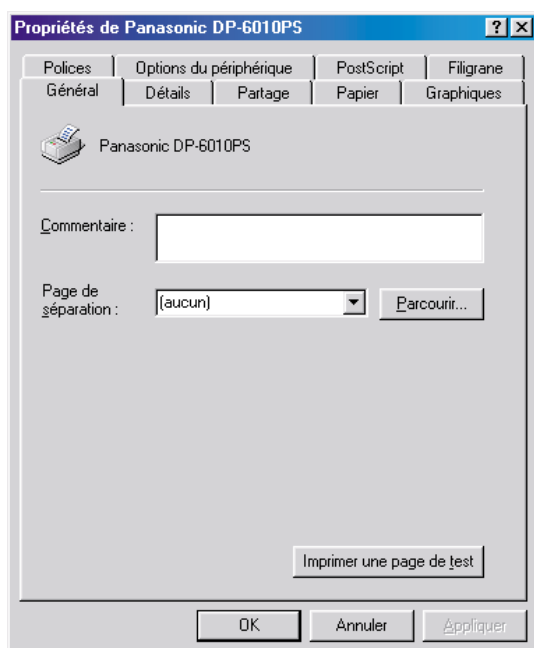 Propriétés de Panasonic DP-6010PS
Polices Options du périphérique PostScript Filigrane
Général Détails Partage Papier Graphiques
Panasonic DP-6010PS
Commentaire :
Page de
séparation :
(aucun)
Parcourir...
Imprimer une page de test
OK Annuler Appliquer